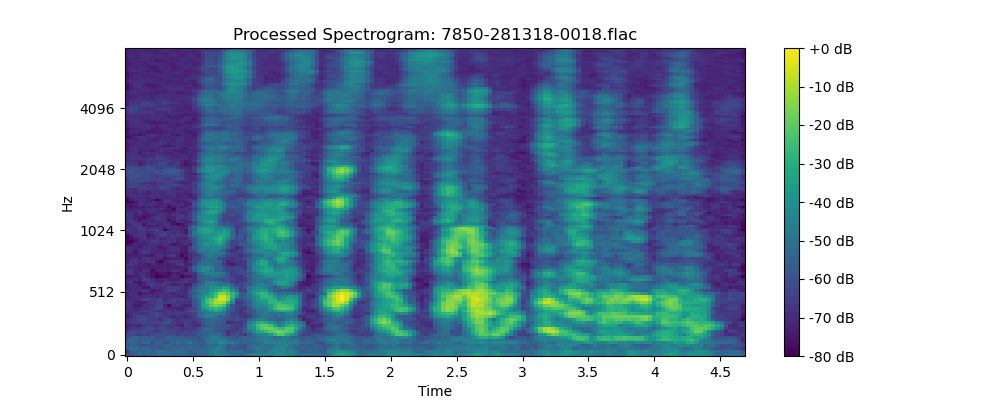 Processed Spectrogram: 7850-281318-0018.flac
+0 dB
-10 dB
4096
-20 dB
2048
-30 dB
Hz
-40 dB
1024
-50 dB
512
-60 dB
-70 dB
0
-80 dB
0 0.5 1 1.5 2 2.5 3 3.5 4 4.5
Time